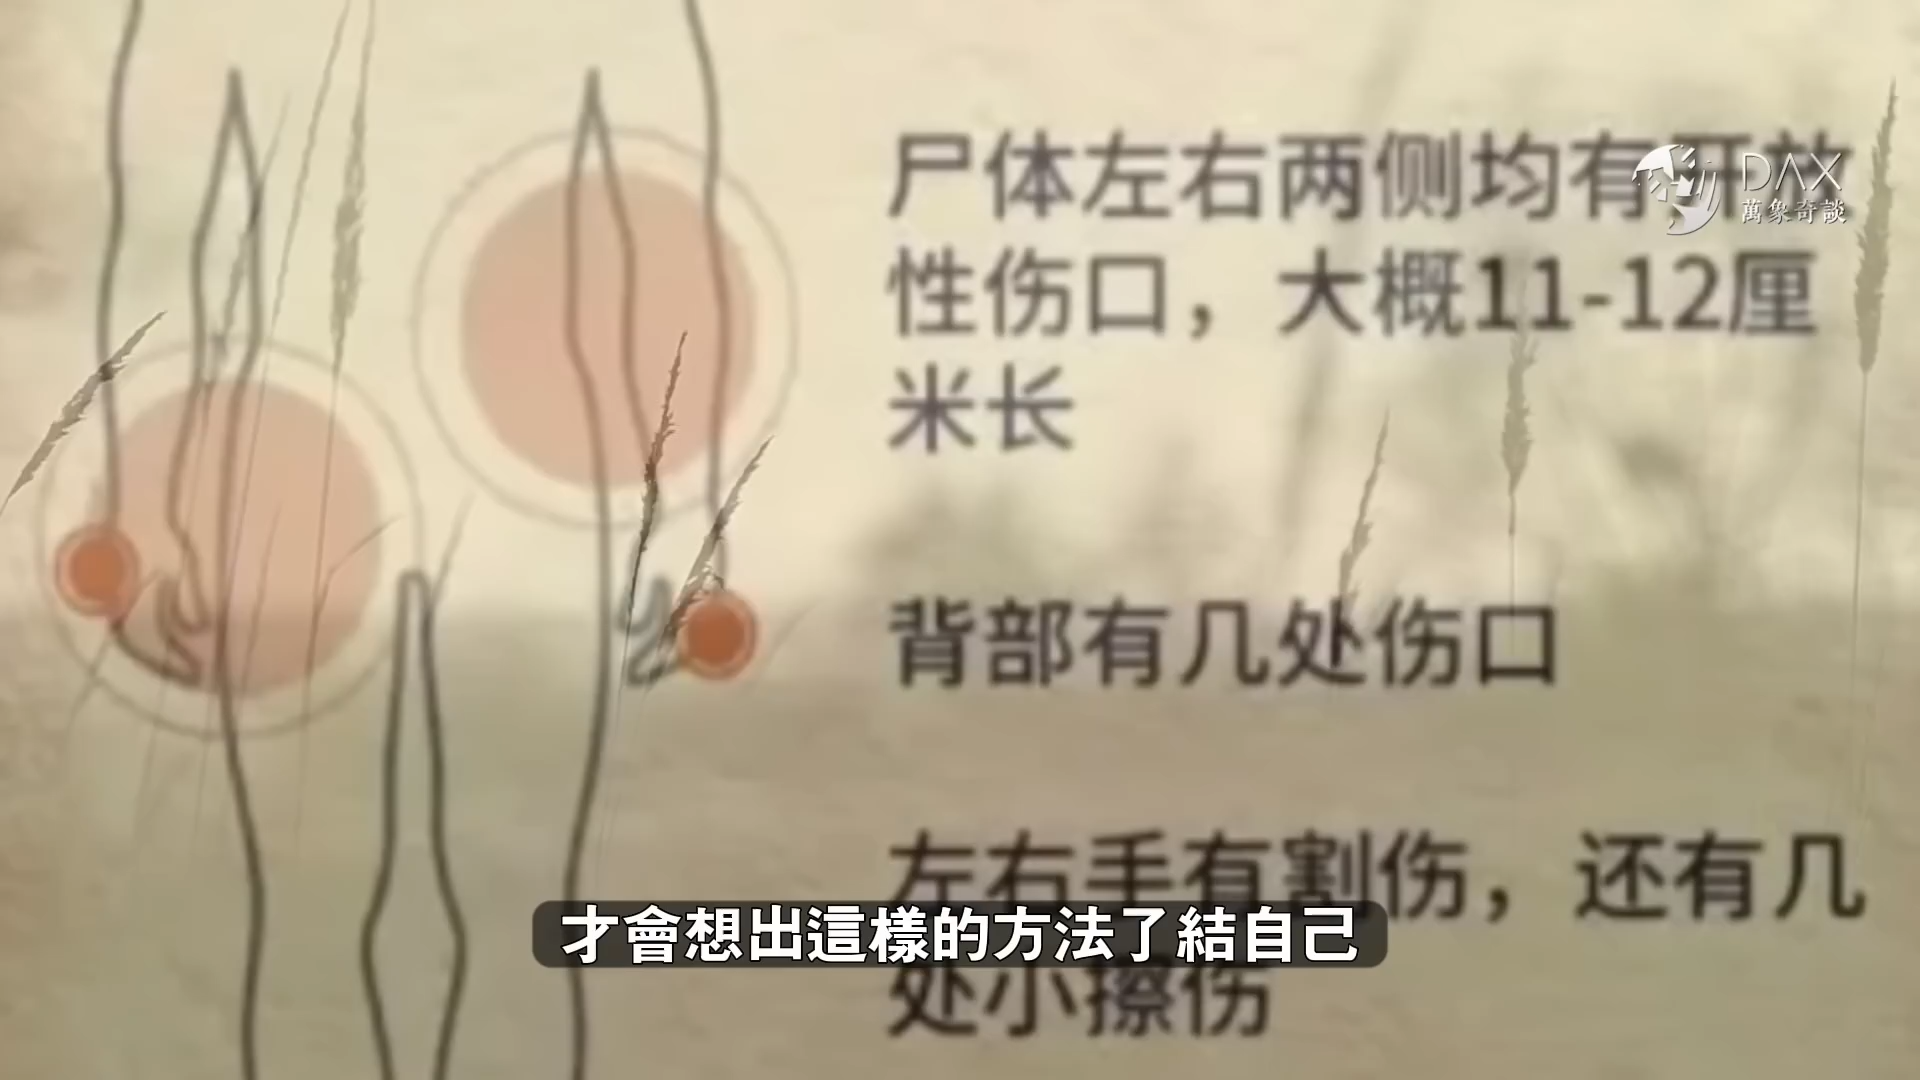 尸体左右两侧均有开放
DAX
萬象奇談
性伤口，大概11-12厘
米长
背部有几处伤口
左右手有割伤，还有几
才會想出這樣的方法了結自己
处小擦伤